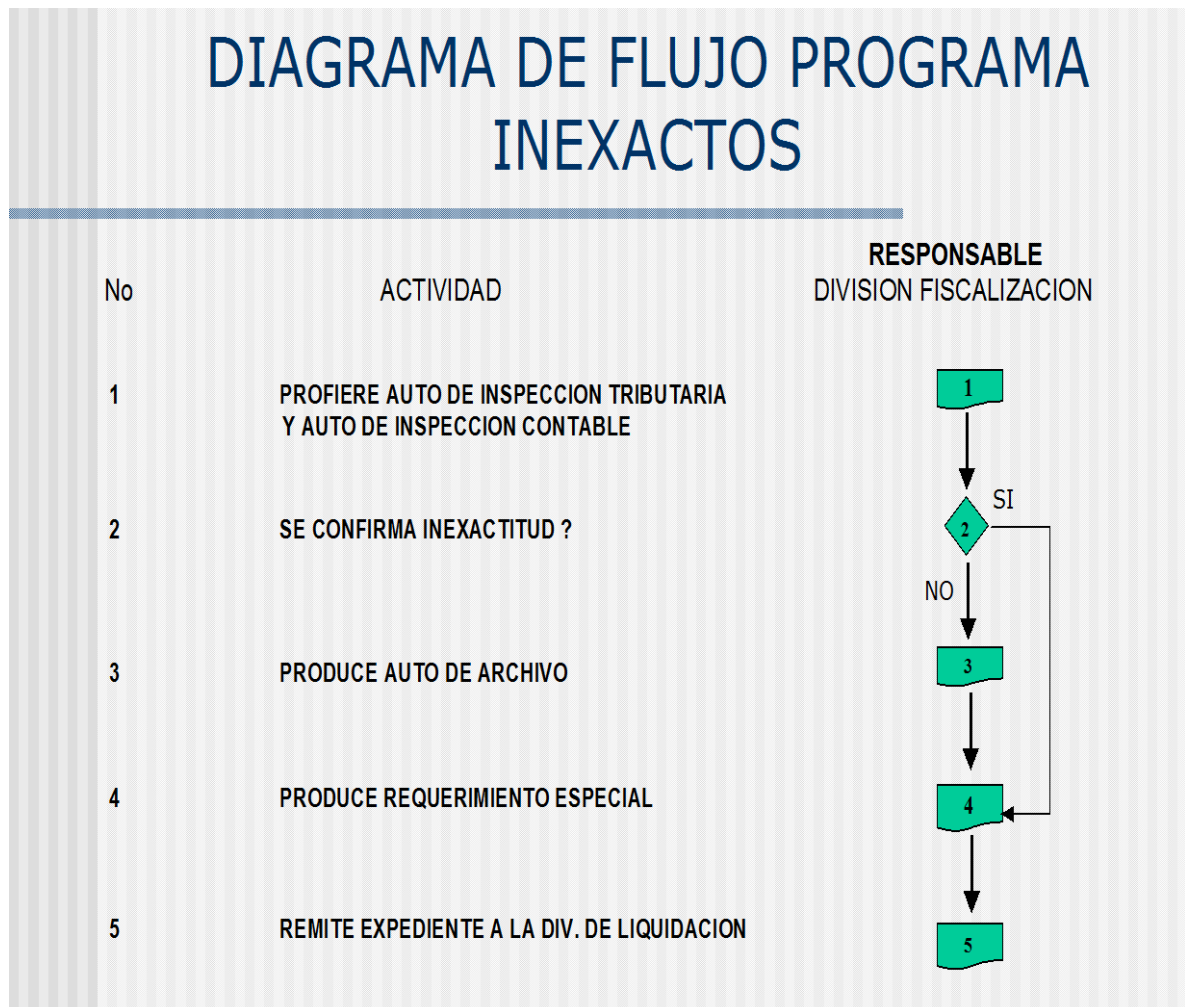 DIAGRAMA DE FLUJO PROGRAMA
INEXACTOS
RESPONSABLE
No ACTIVIDAD DIVISION FISCALIZACION
1 PROFIERE AUTO DE INSPECCION TRIBUTARIA 1
Y AUTO DE INSPECCION CONTABLE
SI
2 SE CONFIRMA INEXACTITUD ? 2
NO
3 PRODUCE AUTO DE ARCHIVO 3
4 PRODUCE REQUERIMIENTO ESPECIAL 4
5 REMITE EXPEDIENTE A LA DIV. DE LIQUIDACION 5